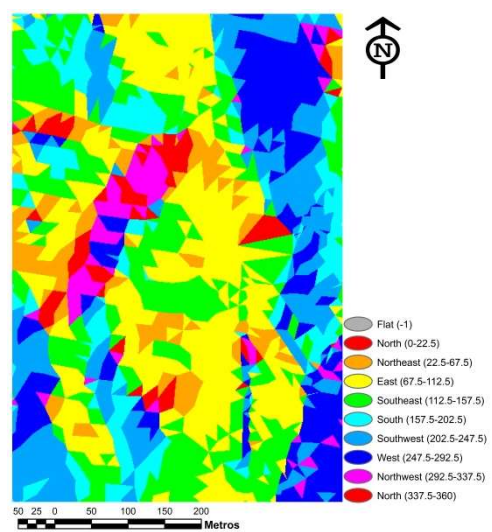 N
Flat (-1)
North (0-22.5)
Northeast (22.5-67.5)
East (67.5-112.5)
Southeast (112.5-157.5)
South (157.5-202.5)
Southwest (202.5-247.5)
West (247.5-292.5)
Northwest (292.5-337.5)
North (337.5-360)
50 25 0 50 100 150 200
Metros